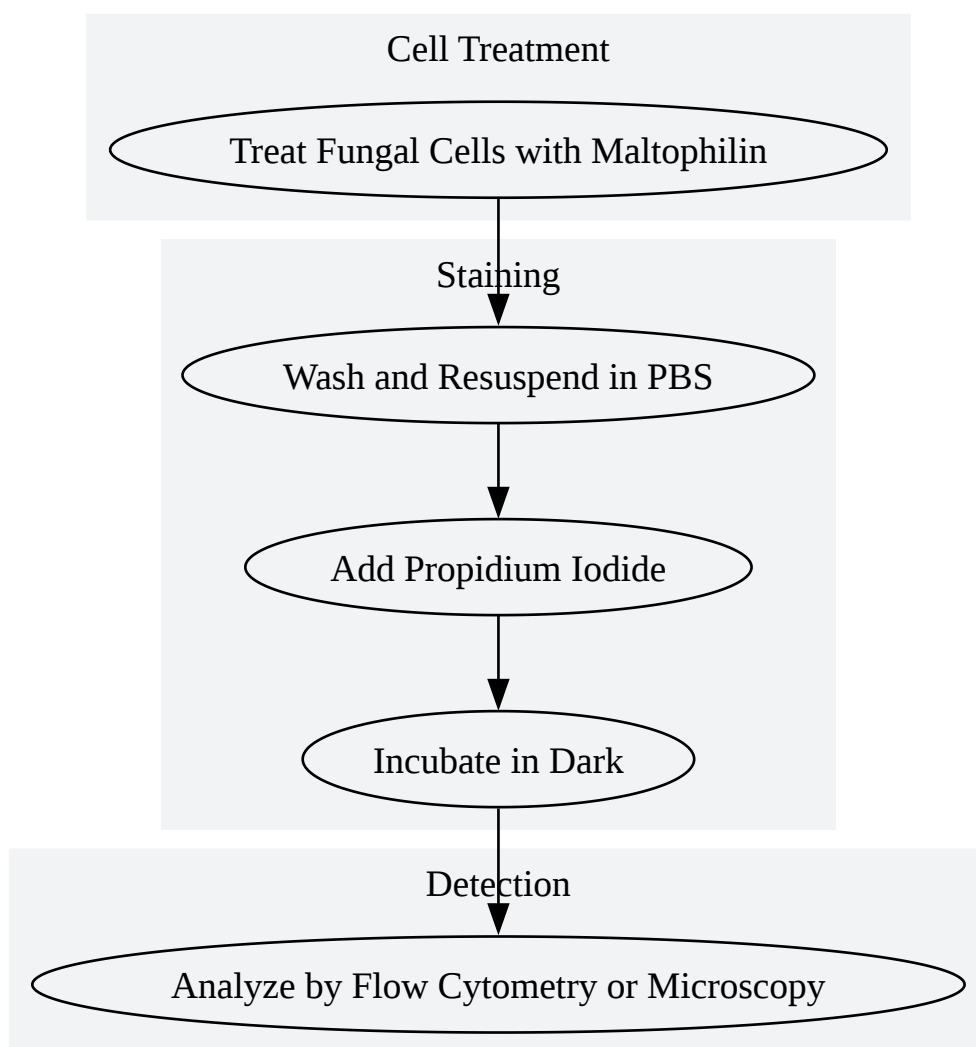 Cell Treatment
Treat Fungal Cells with Maltophilin
Staining
Wash and Resuspend in PBS
Add Propidium Iodide
Incubate in Dark
Detection
Analyze by Flow Cytometry or Microscopy